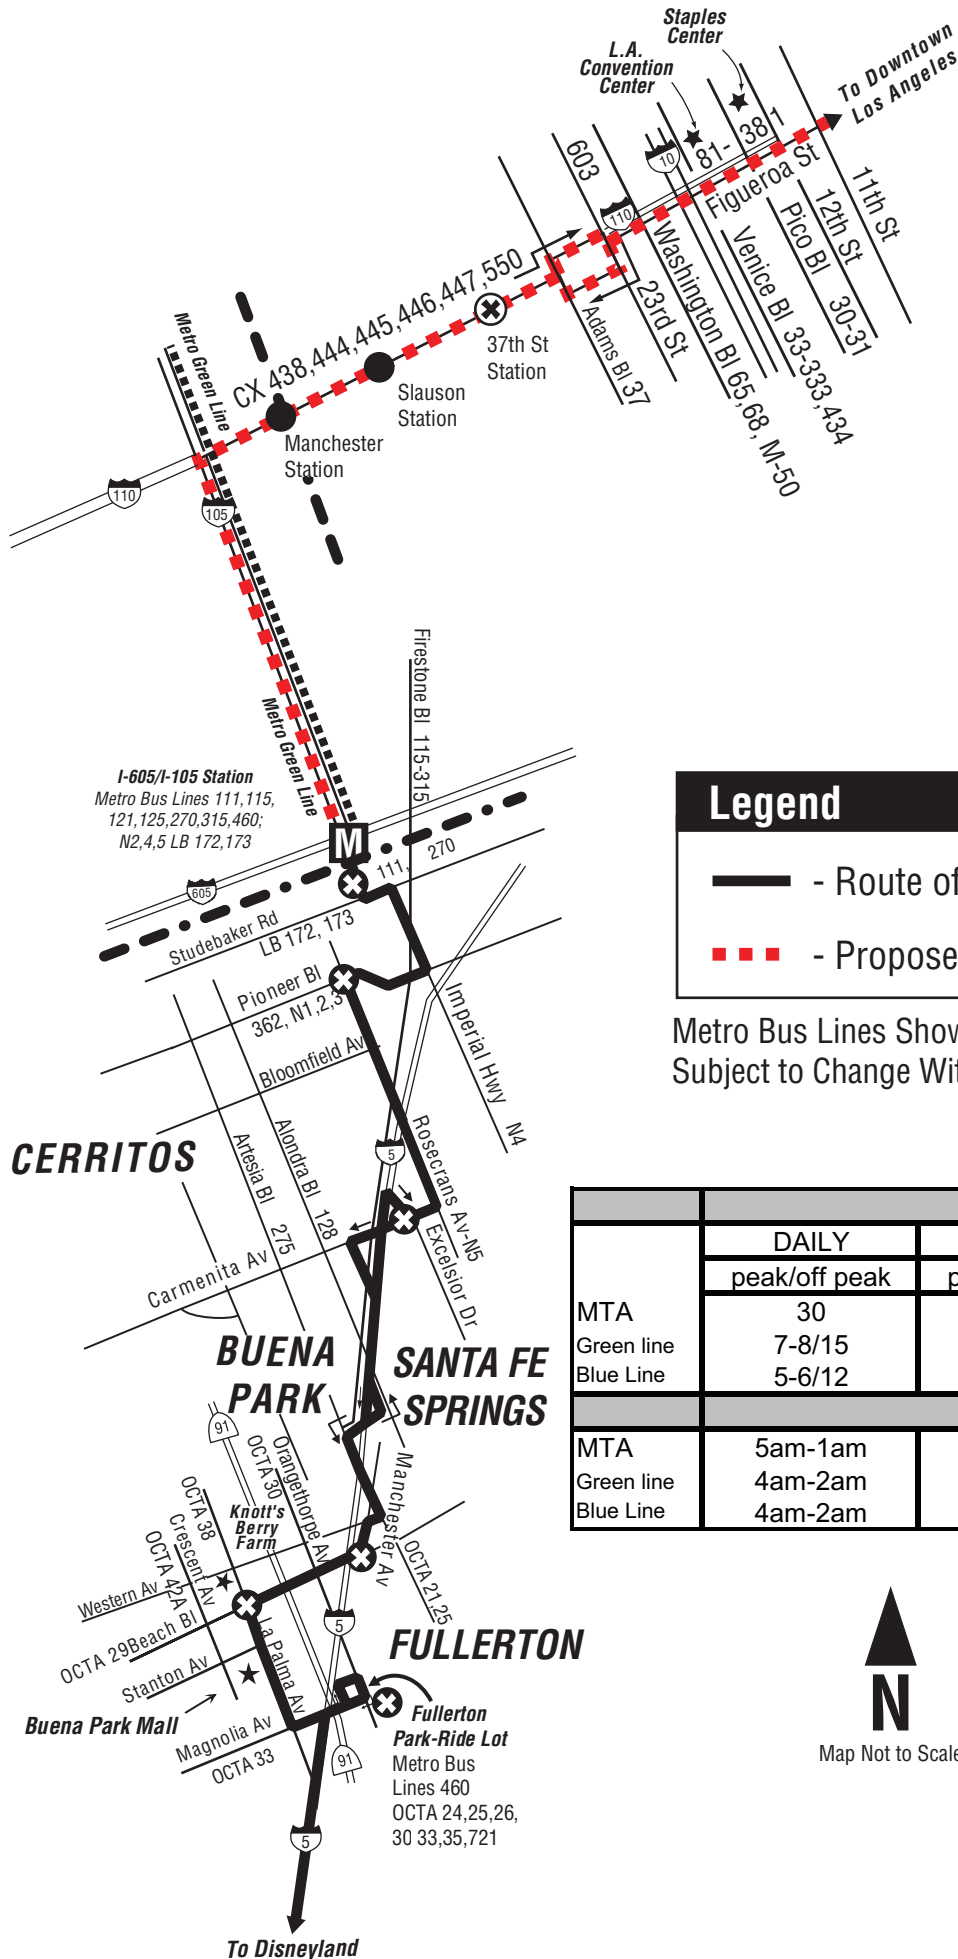 Staples
Center
L.A.
Convention
Center
To Downtown
Los Angeles
603
10
81- 381
110
Figueroa St
11th St
12th St
Pico Bl 30-31
Venice Bl 33-333,434
Washington Bl 65,68, M-50
23rd St
Adams Bl 37
CX 438,444,445,446,447,550
37th St
Station
Slauson
Station
Manchester
Station
Metro Green Line
110
105
Metro Green Line
Firestone Bl 115-315
I-605/I-105 Station
Metro Bus Lines 111,115,
121,125,270,315,460;
N2,4,5 LB 172,173
M
605
111, 270
Studebaker Rd
LB 172, 173
Pioneer Bl
362, N1,2,3
Bloomfield Av
Imperial Hwy N4
Legend
- Route of
- Propose
Metro Bus Lines Show
Subject to Change Wit
CERRITOS
Artesia Bl 275
Alondra Bl 128
5
Rosecrans Av-N5
Excelsior Dr
Carmenita Av
BUENA
PARK
SANTA FE
SPRINGS
DAILY
peak/off peak p
MTA 30
Green line 7-8/15
Blue Line 5-6/12
MTA 5am-1am
Green line 4am-2am
Blue Line 4am-2am
91
OCTA 30
Orangethorpe Av
Manchester Av
OCTA 21,25
OCTA 38
Crescent Av
OCTA 42A
Knott's
Berry
Farm
Western Av
OCTA 29Beach Bl
Stanton Av
La Palma Av
5
FULLERTON
Buena Park Mall
Magnolia Av
OCTA 33
91
Fullerton
Park-Ride Lot
Metro Bus
Lines 460
OCTA 24,25,26,
30 33,35,721
5
To Disneyland
N
Map Not to Scale